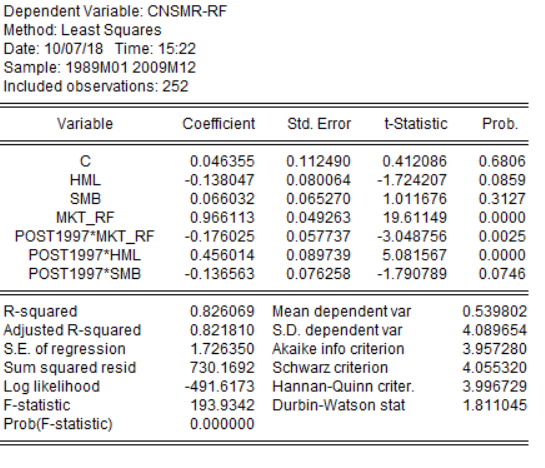 Dependent Variable: CNSMR-RF
Method: Least Squares
Date: 10/07/18 Time: 15:22
Sample: 1989M01 2009M12
Included observations: 252
Variable Coefficient Std. Error t-Statistic Prob.
C 0.046355 0.112490 0.412086 0.6806
HML -0.138047 0.080064 -1.724207 0.0859
SMB 0.066032 0.065270 1.011676 0.3127
MKT_RF 0.966113 0.049263 19.61149 0.0000
POST1997*MKT_RF -0.176025 0.057737 -3.048756 0.0025
POST1997*HML 0.456014 0.089739 5.081567 0.0000
POST1997*SMB -0.136563 0.076258 -1.790789 0.0746
R-squared 0.826069 Mean dependent var 0.539802
Adjusted R-squared 0.821810 S.D. dependent var 4.089654
S.E. of regression 1.726350 Akaike info criterion 3.957280
Sum squared resid 730.1692 Schwarz criterion 4.055320
Log likelihood -491.6173 Hannan-Quinn criter. 3.996729
F-statistic 193.9342 Durbin-Watson stat 1.811045
Prob(F-statistic) 0.000000